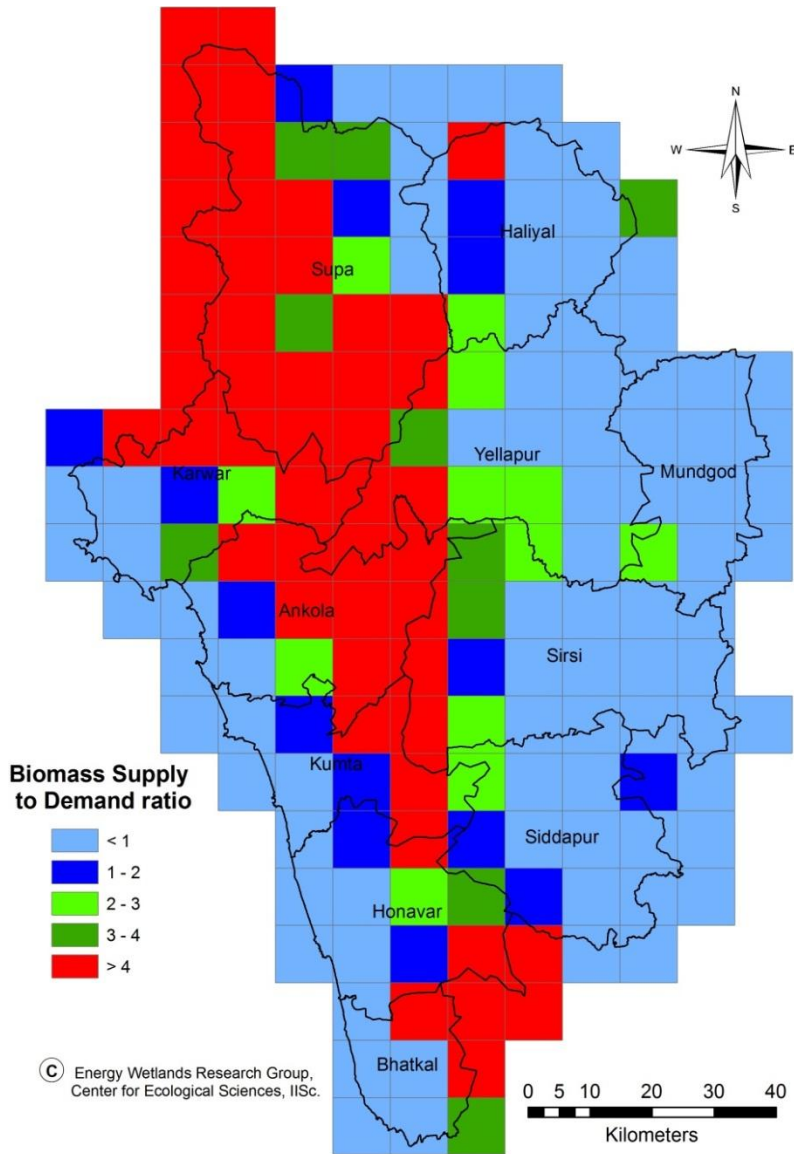 N
W E
S
Haliyal
Supa
Yellapur
Karwar
Mundgod
Ankola
Sirsi
Kumta
Biomass Supply
to Demand ratio
< 1
1 - 2
2 - 3
3 - 4
> 4
Siddapur
Honavar
Bhatkal
C Energy Wetlands Research Group,
Center for Ecological Sciences, IISc.
0 5 10 20 30 40
Kilometers